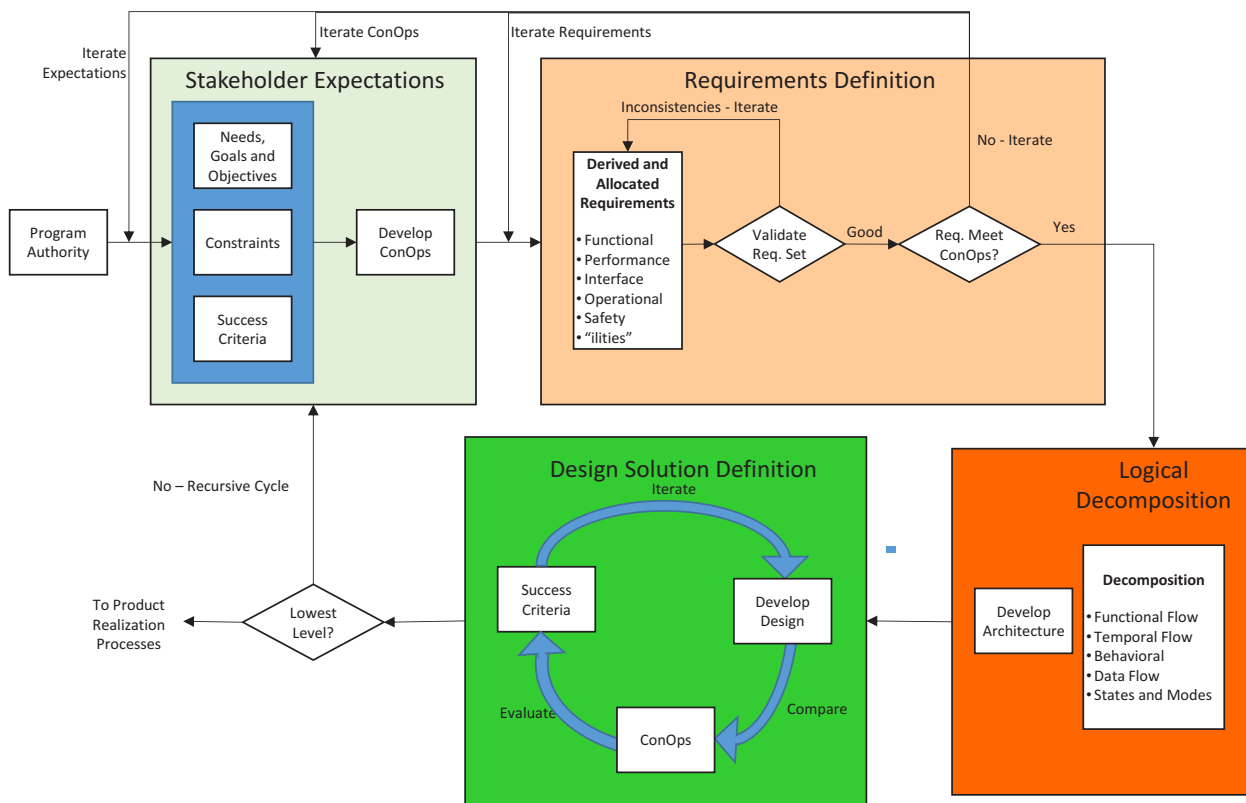 Iterate
Expectations
Iterate ConOps
Iterate Requirements
Stakeholder Expectations
Needs,
Goals and
Objectives
Constraints
Success
Criteria
Program
Authority
Develop
ConOps
Requirements Definition
Inconsistencies - Iterate
No - Iterate
Derived and
Allocated
Requirements
• Functional
• Performance
• Interface
• Operational
• Safety
• “ilities”
Validate
Req. Set
Good
Req. Meet
ConOps?
Yes
Logical
Decomposition
Develop
Architecture
Decomposition
• Functional Flow
• Temporal Flow
• Behavioral
• Data Flow
• States and Modes
Design Solution Definition
Iterate
Success
Criteria
Develop
Design
Evaluate
ConOps
Compare
No – Recursive Cycle
Lowest
Level?
To Product
Realization
Processes